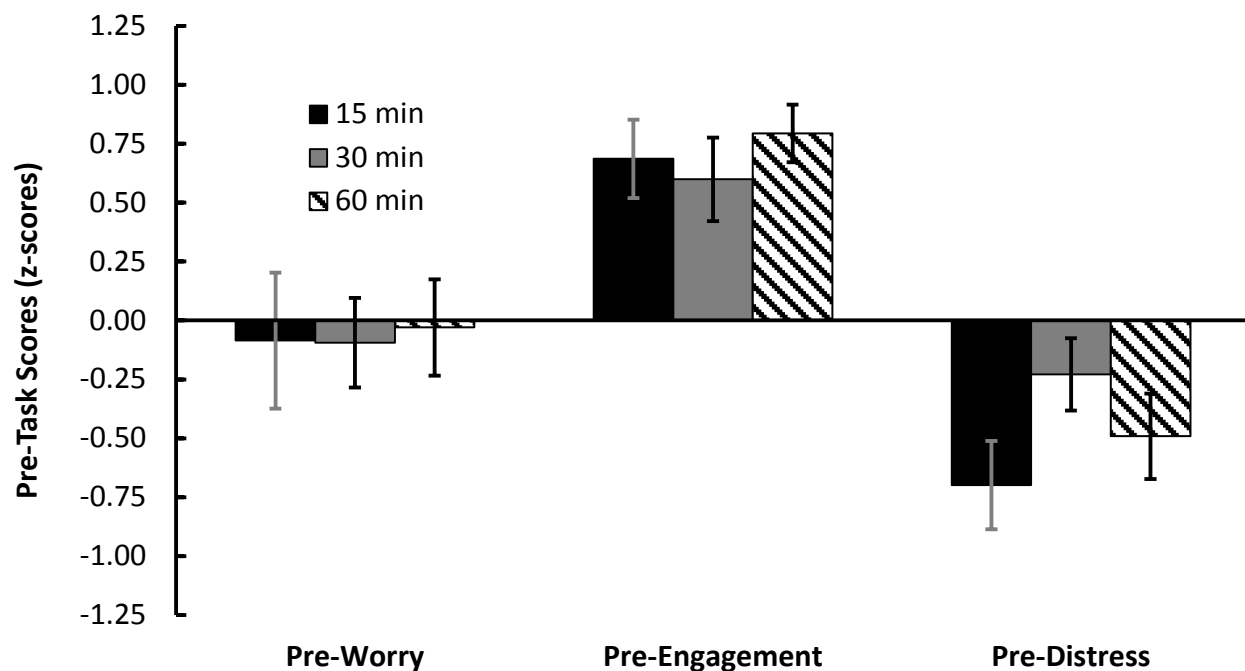 1.25
1.00
0.75
0.50
0.25
0.00
-0.25
-0.50
-0.75
-1.00
-1.25
Pre-Task Scores (z-scores)
15 min
30 min
60 min
Pre-Worry Pre-Engagement Pre-Distress